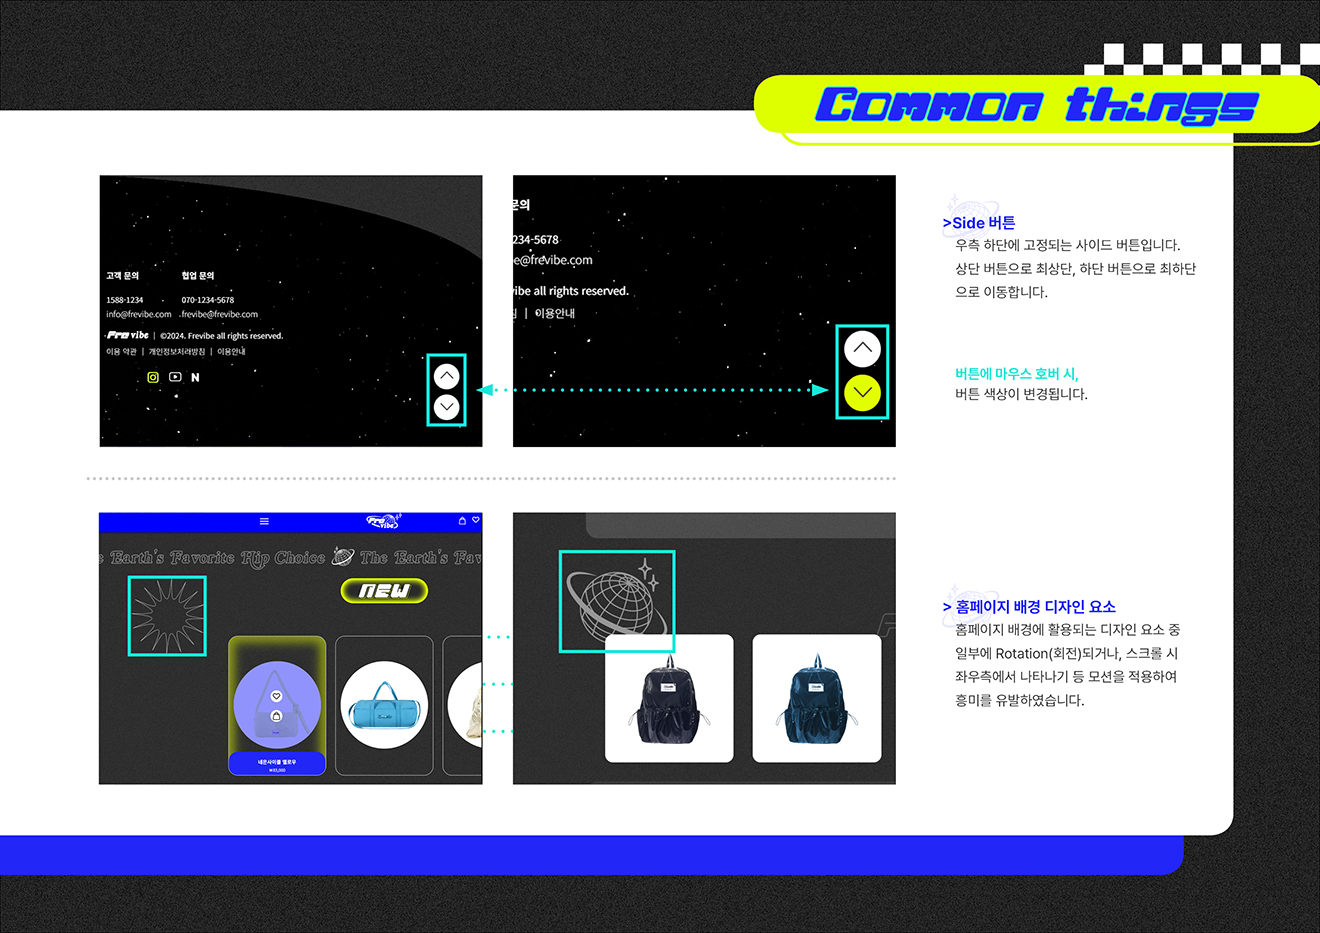 Common things
고객 문의 협업 문의
1588-1234 070-1234-5678
info@frevibe.com frevibe@frevibe.com
Fre vibe | ©2024. Frevibe all rights reserved.
이용 약관 | 개인정보처래방침 | 이용안내
N
문의
234-5678
e@frevibe.com
vibe all rights reserved.
침 | 이용안내
>Side 버튼
우측 하단에 고정되는 사이드 버튼입니다.
상단 버튼으로 최상단, 하단 버튼으로 최하단
으로 이동합니다.
버튼에 마우스 호버 시,
버튼 색상이 변경됩니다.
Fre vibe
e Earth's Favorite Hip Choice The Earth's Fav
NEW
네온사이클 옐로우
> 홈페이지 배경 디자인 요소
홈페이지 배경에 활용되는 디자인 요소 중
일부에 Rotation(회전)되거나, 스크롤 시
좌우측에서 나타나기 등 모션을 적용하여
흥미를 유발하였습니다.